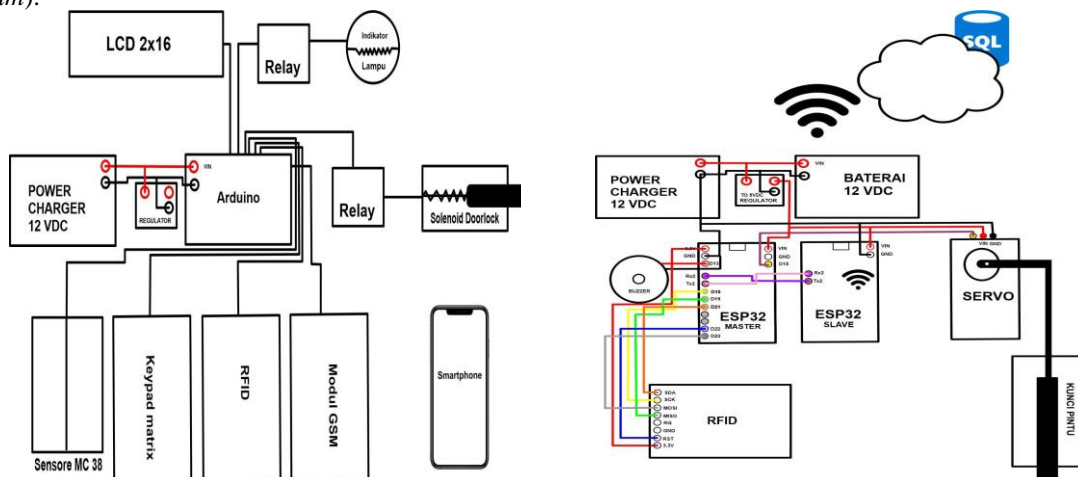 am).
LCD 2x16
Relay
Indikator
Lampu
POWER
CHARGER
12 VDC
REGULATOR
VIN
Arduino
Relay
Solenoid Doorlock
Sensore MC 38
Keypad matrix
RFID
Modul GSM
Smartphone
SQL
POWER
CHARGER
12 VDC
TO 5VDC
REGULATOR
VIN
BATERAI
12 VDC
BUZZER
GND
D13
Rx2
Tx2
D18
D19
D21
D22
D23
VIN
GND
D15
ESP32
MASTER
VIN
GND
Rx2
Tx2
ESP32
SLAVE
VIN GND
SERVO
KUNCI PINTU
SDA
SCK
MOSI
MISO
RQ
GND
RST
3.3V
RFID